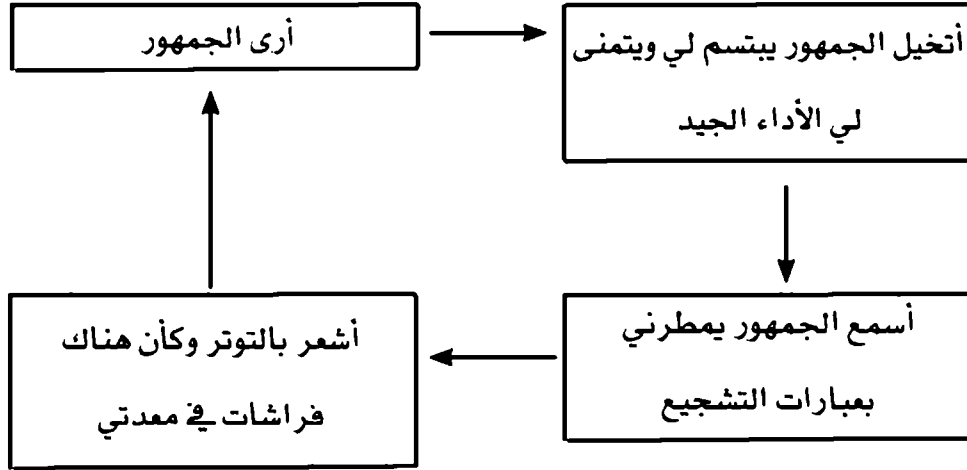 أرى الجمهور
أتخيل الجمهور يبتسم لي ويتمنى
لي الأداء الجيد
أسمع الجمهور يمطرني
بعبارات التشجيع
أشعر بالتوتر وكأن هناك
فراشات في معدتي